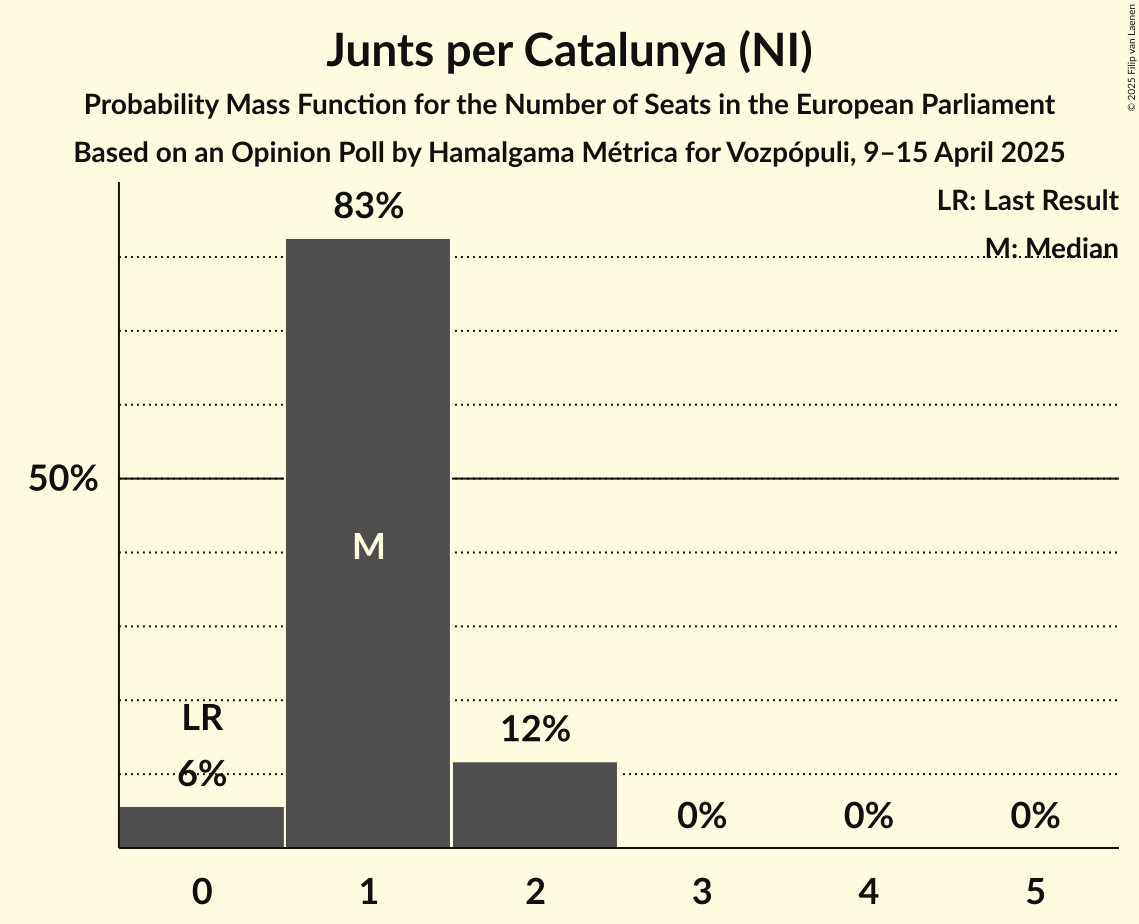 Junts per Catalunya (NI)
Probability Mass Function for the Number of Seats in the European Parliament
Based on an Opinion Poll by Hamalgama Métrica for Vozpópuli, 9–15 April 2025
© 2025 Filip van Laenen
LR: Last Result
M: Median
83%
50%
M
LR
6%
12%
0%
0%
0%
0 1 2 3 4 5